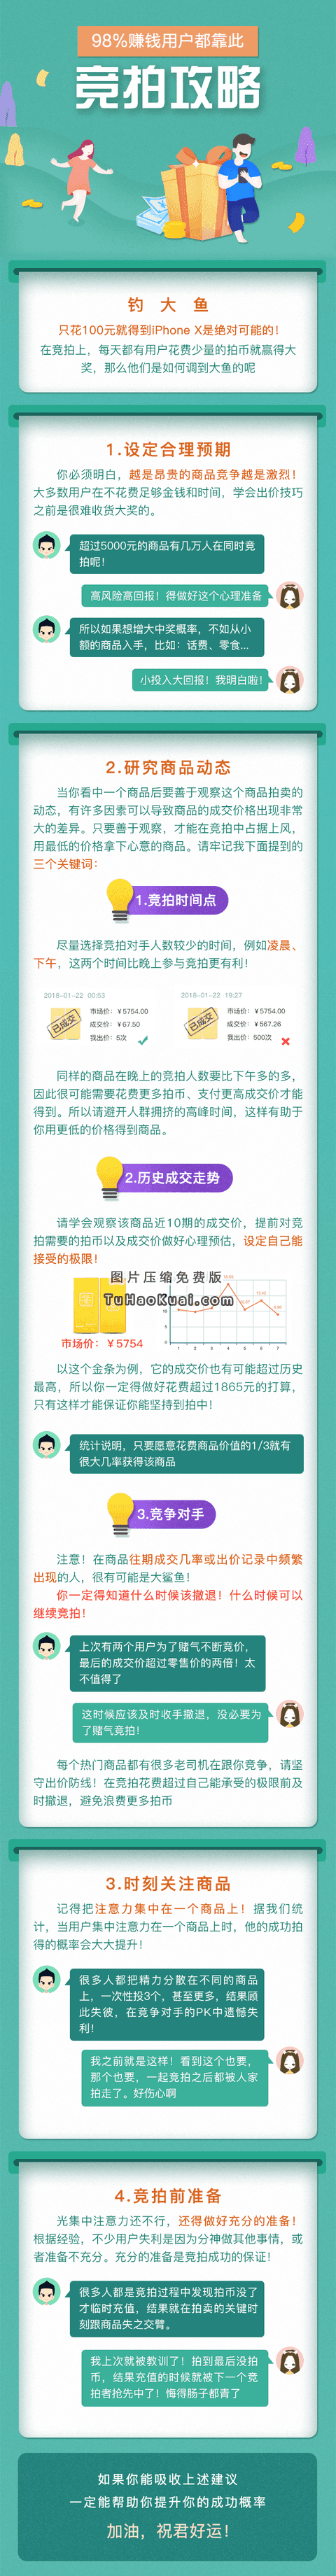 98%赚钱用户都靠此
竞拍攻略
钓大鱼
只花100元就得到iPhone X是绝对可能的！
在竞拍上，每天都有用户花费少量的拍币就赢得大
奖，那么他们是如何调到大鱼的呢
1.设定合理预期
你必须明白，越是昂贵的商品竞争越是激烈！
大多数用户在不花费足够金钱和时间，学会出价技巧
之前是很难收货大奖的。
超过5000元的商品有几万人在同时竞
拍呢！
高风险高回报！得做好这个心理准备
所以如果想增大中奖概率，不如从小
额的商品入手，比如：话费、零食...
小投入大回报！我明白啦！
2.研究商品动态
当你看中一个商品后要善于观察这个商品拍卖的
动态，有许多因素可以导致商品的成交价格出现非常
大的差异。只要善于观察，才能在竞拍中占据上风，
用最低的价格拿下心意的商品。请牢记我下面提到的
三个关键词：
1.竞拍时间点
尽量选择竞拍对手人数较少的时间，例如凌晨、
下午，这两个时间比晚上参与竞拍更有利！
2018-01-22 00:53
已成交
市场价：￥5754.00
成交价：￥67.50
我出价：5次
2018-01-22 19:27
已成交
市场价：￥5754.00
成交价：￥567.26
我出价：500次
同样的商品在晚上的竞拍人数要比下午多的多，
因此很可能需要花费更多拍币、支付更高成交价才能
得到。所以请避开人群拥挤的高峰时间，这样有助于
你用更低的价格得到商品。
2.历史成交走势
请学会观察该商品近10期的成交价，提前对竞
拍需要的拍币以及成交价做好心理预估，设定自己能
接受的极限！
图片压缩免费版
TuHaoKuai.com
市场价：￥5754
1 2 3 4 5 6 7
以这个金条为例，它的成交价也有可能超过历史
最高，所以你一定得做好花费超过1865元的打算，
只有这样才能保证你能坚持到拍中！
统计说明，只要愿意花费商品价值的1/3就有
很大几率获得该商品
3.竞争对手
注意！在商品往期成交几率或出价记录中频繁
出现的人，很有可能是大鲨鱼！
你一定得知道什么时候该撤退！什么时候可以
继续竞拍！
上次有两个用户为了赌气不断竞价，
最后的成交价超过零售价的两倍！太
不值得了
这时候应该及时收手撤退，没必要为
了赌气竞拍！
每个热门商品都有很多老司机在跟你竞争，请坚
守出价防线！在竞拍花费超过自己能承受的极限前及
时撤退，避免浪费更多拍币
3.时刻关注商品
记得把注意力集中在一个商品上！据我们统
计，当用户集中注意力在一个商品上时，他的成功拍
得的概率会大大提升！
很多人都把精力分散在不同的商品
上，一次性投3个，甚至更多，结果顾
此失彼，在竞争对手的PK中遗憾失
利！
我之前就是这样！看到这个也要，
那个也要，一起竞拍之后都被人家
拍走了。好伤心啊
4.竞拍前准备
光集中注意力还不行，还得做好充分的准备！
根据经验，不少用户失利是因为分神做其他事情，或
者准备不充分。充分的准备是竞拍成功的保证！
很多人都是竞拍过程中发现拍币没了
才临时充值，结果就在拍卖的关键时
刻跟商品失之交臂。
我上次就被教训了！拍到最后没拍
币，结果充值的时候就被下一个竞
拍者抢先中了！悔得肠子都青了
如果你能吸收上述建议
一定能帮助你提升你的成功概率
加油，祝君好运！